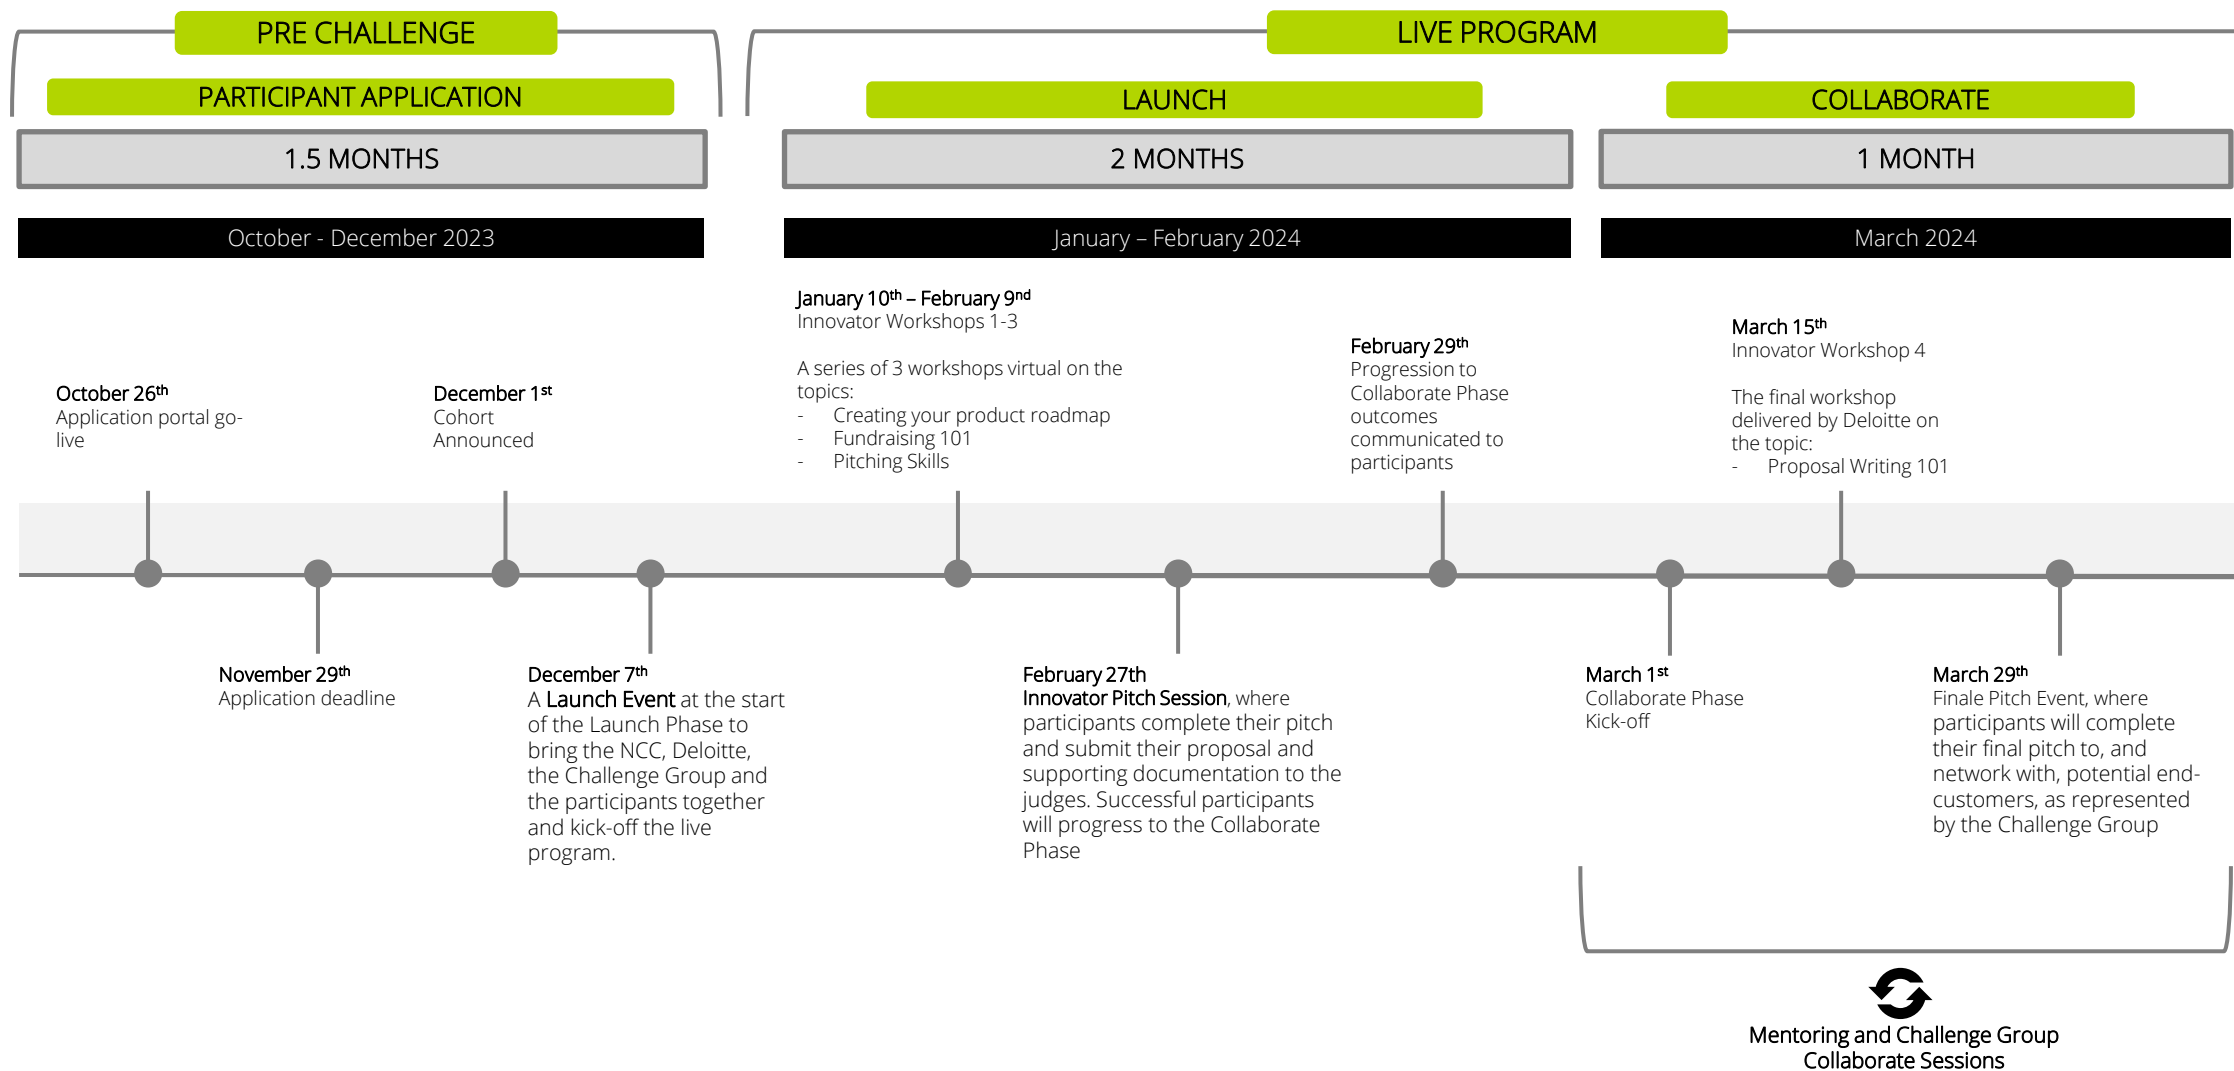 PRE CHALLENGE
LIVE PROGRAM
PARTICIPANT APPLICATION
LAUNCH
COLLABORATE
1.5 MONTHS
2 MONTHS
1 MONTH
October - December 2023
January – February 2024
March 2024
October 26th
Application portal go-
live
December 1st
Cohort
Announced
January 10th – February 9nd
Innovator Workshops 1-3
A series of 3 workshops virtual on the
topics:
- Creating your product roadmap
- Fundraising 101
- Pitching Skills
February 29th
Progression to
Collaborate Phase
outcomes
communicated to
participants
March 15th
Innovator Workshop 4
The final workshop
delivered by Deloitte on
the topic:
- Proposal Writing 101
November 29th
Application deadline
December 7th
A Launch Event at the start
of the Launch Phase to
bring the NCC, Deloitte,
the Challenge Group and
the participants together
and kick-off the live
program.
February 27th
Innovator Pitch Session, where
participants complete their pitch
and submit their proposal and
supporting documentation to the
judges. Successful participants
will progress to the Collaborate
Phase
March 1st
Collaborate Phase
Kick-off
March 29th
Finale Pitch Event, where
participants will complete
their final pitch to, and
network with, potential end-
customers, as represented
by the Challenge Group
Mentoring and Challenge Group
Collaborate Sessions